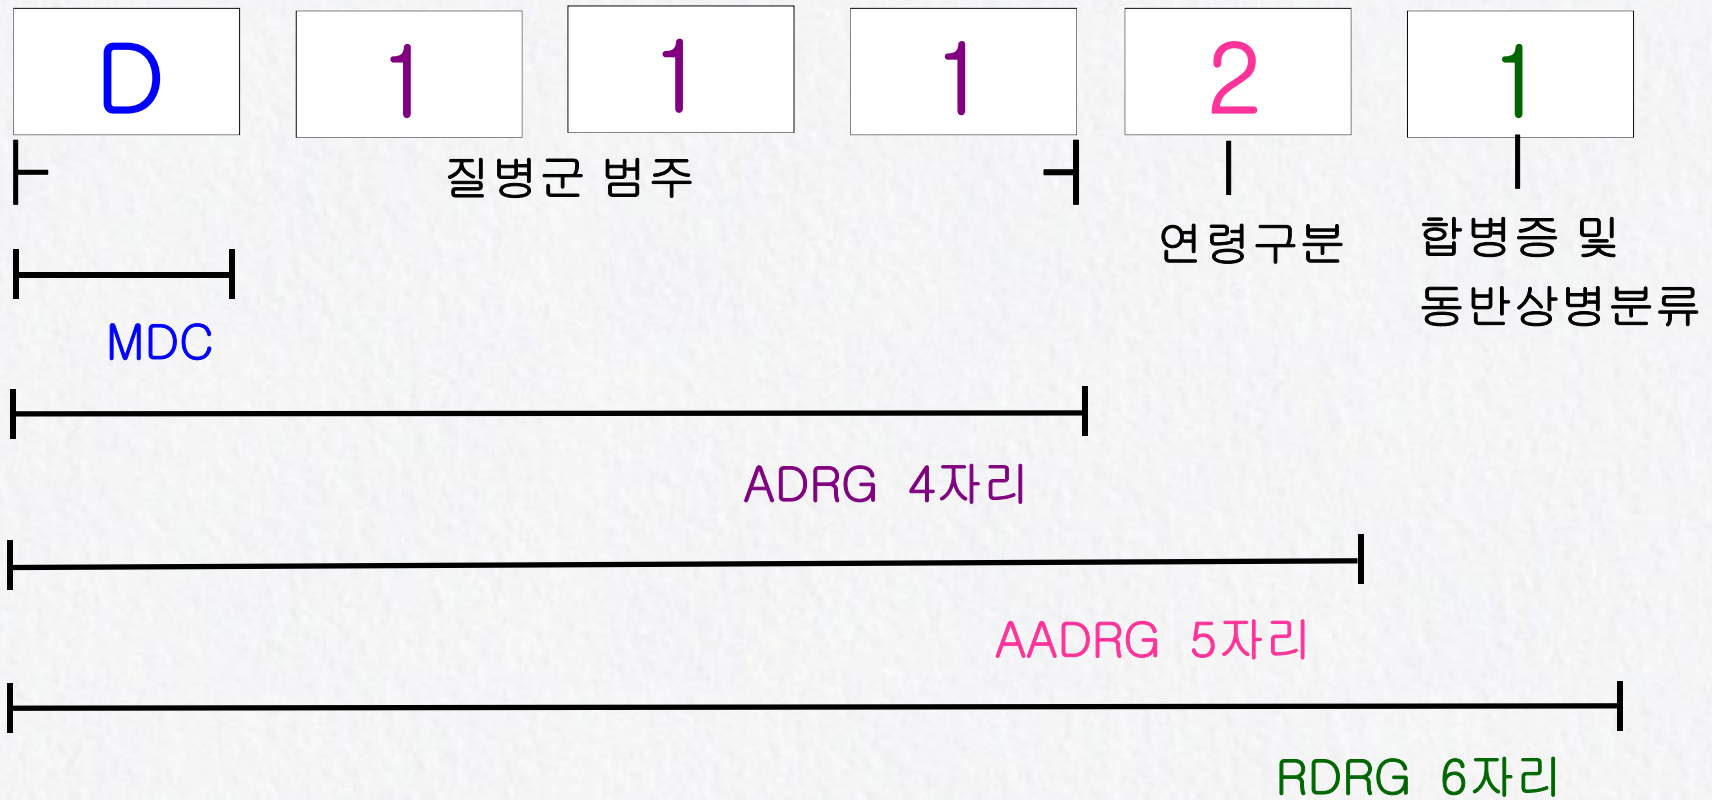 D 1 1 1 2 1
질병군 범주
연령구분
합병증 및
동반상병분류
MDC
ADRG 4자리
AADRG 5자리
RDRG 6자리